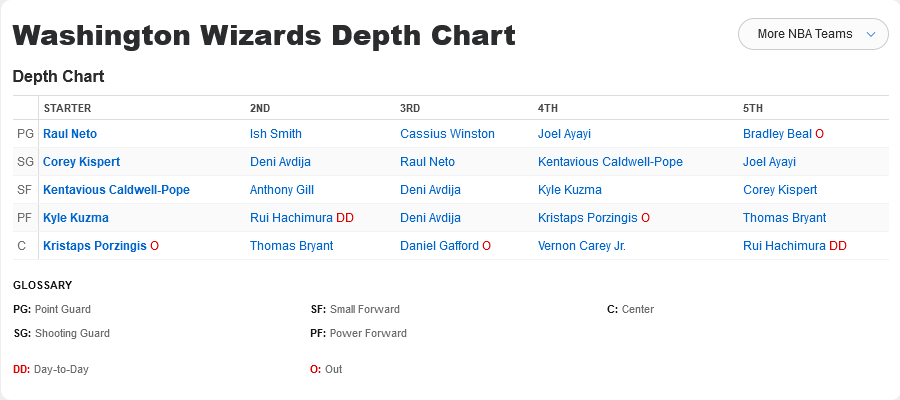 Washington Wizards Depth Chart
More NBA Teams
Depth Chart
STARTER 2ND 3RD 4TH 5TH
PG Raul Neto Ish Smith Cassius Winston Joel Ayayi Bradley Beal O
SG Corey Kispert Deni Avdija Raul Neto Kentavious Caldwell-Pope Joel Ayayi
SF Kentavious Caldwell-Pope Anthony Gill Deni Avdija Kyle Kuzma Corey Kispert
PF Kyle Kuzma Rui Hachimura DD Deni Avdija Kristaps Porzingis O Thomas Bryant
C Kristaps Porzingis O Thomas Bryant Daniel Gafford O Vernon Carey Jr. Rui Hachimura DD
GLOSSARY
PG: Point Guard SF: Small Forward C: Center
SG: Shooting Guard PF: Power Forward
DD: Day-to-Day O: Out